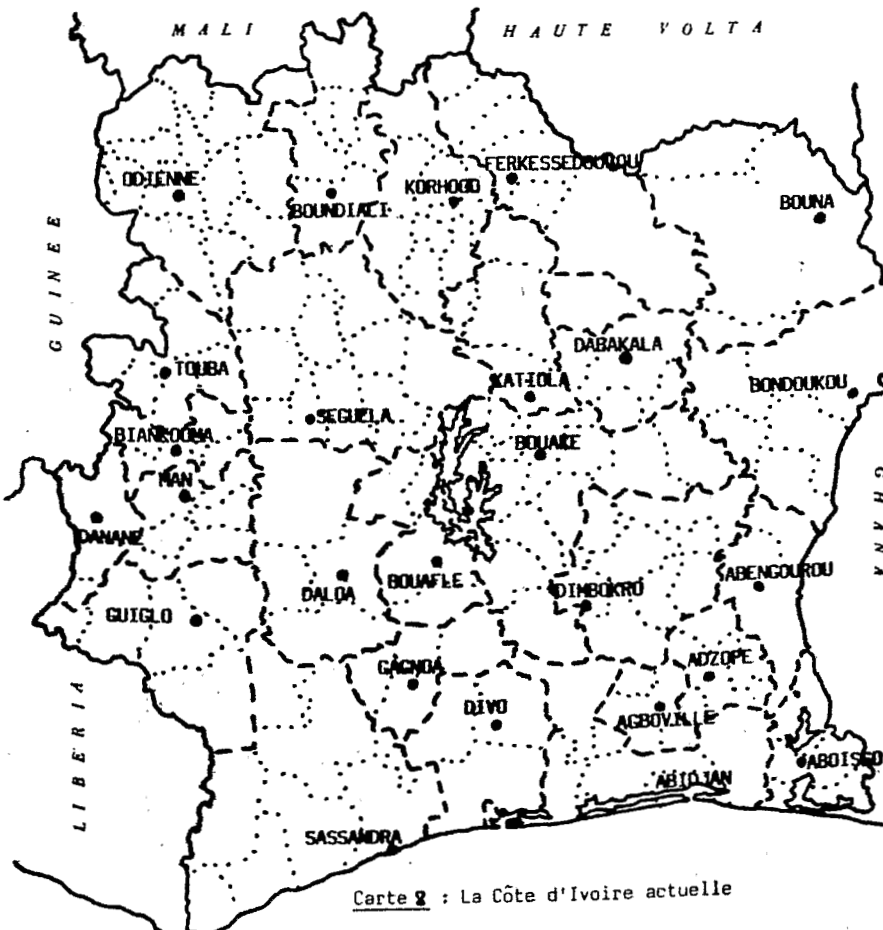 MALI
HAUTE VOLTA
FERKESSEDOUGOU
ODIENNE
KORHOGO
BOUNDIALI
BOUNA
GUINEE
DABAKALA
TOUBA
KATIOLA
BONDOUKOU
SEGUELA
BIANKOUMA
BOUAKE
MAN
GHANA
DANANE
ABENGOUROU
BOUAFLE
DALOA
DIMBOKRO
GUIGLO
ADZOPE
GAGNOA
LIBERIA
DIVO
AGBOVILLE
ABOISSO
ABIDJAN
SASSANDRA
Carte 8 : La Côte d'Ivoire actuelle